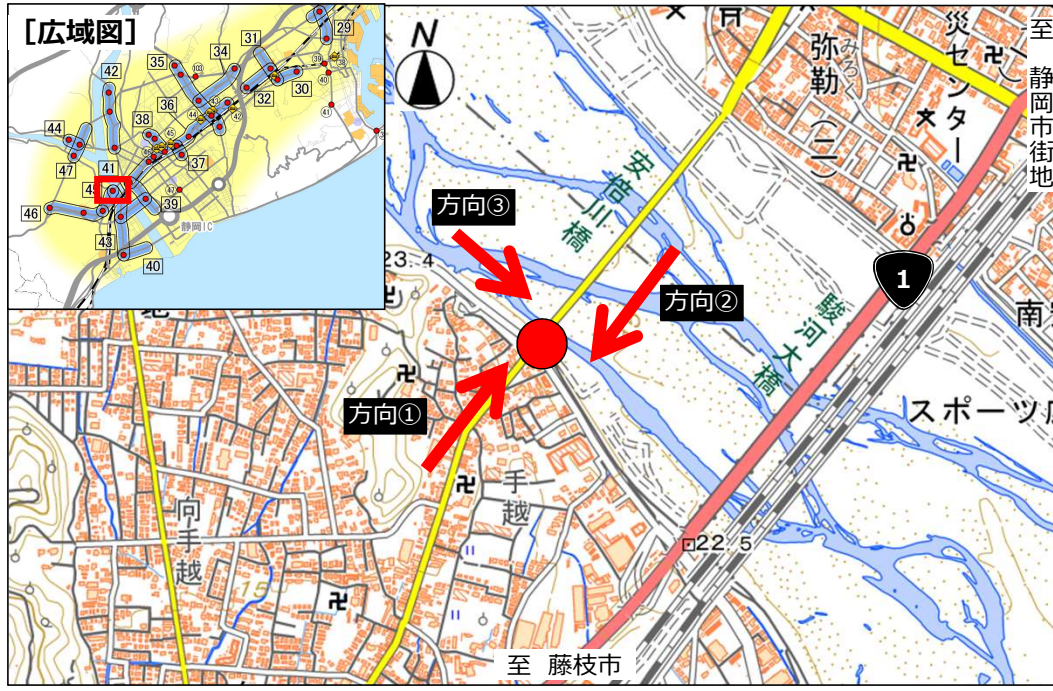 [広域図]
29
31
34
35
42
30
32
36
38
44
37
47
41
45
46
39
43
40
静岡IC
N
方向③
方向②
方向①
安倍川橋
駿河大橋
弥勒
みろく
(二)
災センター
至 静岡市街地
1
南
スポーツ広
23.4
22.5
手越
向手越
15
至 藤枝市